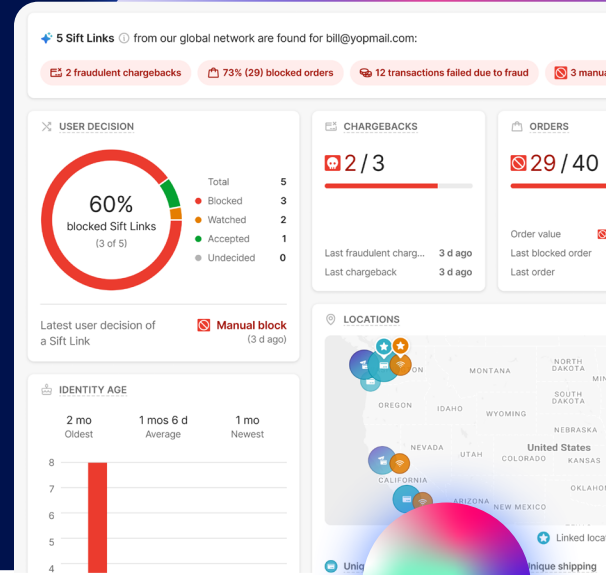 5 Sift Links from our global network are found for bill@yopmail.com:
2 fraudulent chargebacks
73% (29) blocked orders
12 transactions failed due to fraud
3
USER DECISION
60%
blocked Sift Links
(3 of 5)
Total 5
Blocked 3
Watched 2
Accepted 1
Undecided 0
Latest user decision of
a Sift Link
Manual block
(3 d ago)
CHARGEBACKS
2/3
Last fraudulent charg... 3 d ago
Last chargeback 3 d ago
ORDERS
29/40
Order value
Last blocked order
Last order
IDENTITY AGE
2 mo
Oldest
1 mos 6 d
Average
1 mo
Newest
8
7
6
5
4
LOCATIONS
MONTANA
NORTH
DAKOTA
SOUTH
DAKOTA
OREGON
IDAHO
WYOMING
NEBRASKA
NEVADA
UTAH
United States
COLORADO
KANSAS
CALIFORNIA
ARIZONA
NEW MEXICO
Linked
Unique shipping